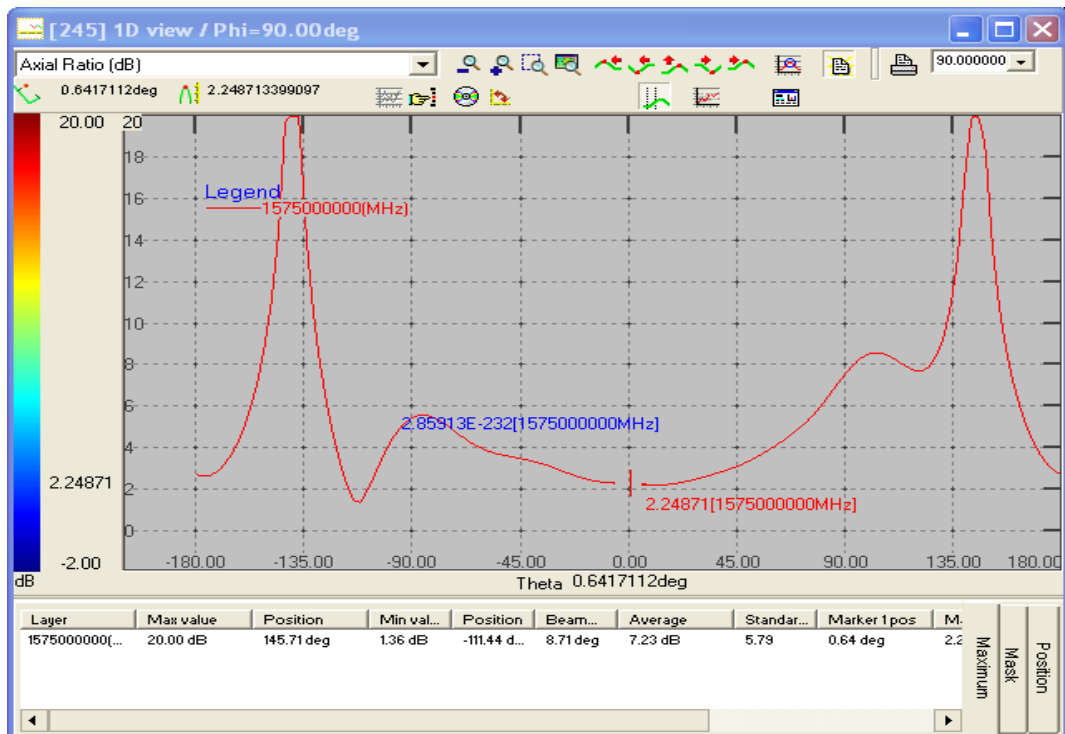 [245] 1D view / Phi=90.00deg
Axial Ratio (dB)
90.000000
0.6417112deg
2.248713399097
20.00
20
18
Legend
16
1575000000(MHz)
14
12
10
8
6
2.85913E-232[1575000000MHz]
4
2.24871
2
2.24871[1575000000MHz]
0
-2.00
-180.00 -135.00 -90.00 -45.00 0.00 45.00 90.00 135.00 180.00
dB
Theta 0.6417112deg
Layer Max value Position Min val... Position Beam... Average Standar... Marker 1 pos M.
1575000000(... 20.00 dB 145.71 deg 1.36 dB -111.44 d... 8.71 deg 7.23 dB 5.79 0.64 deg 2.2
Maximum
Mask
Position